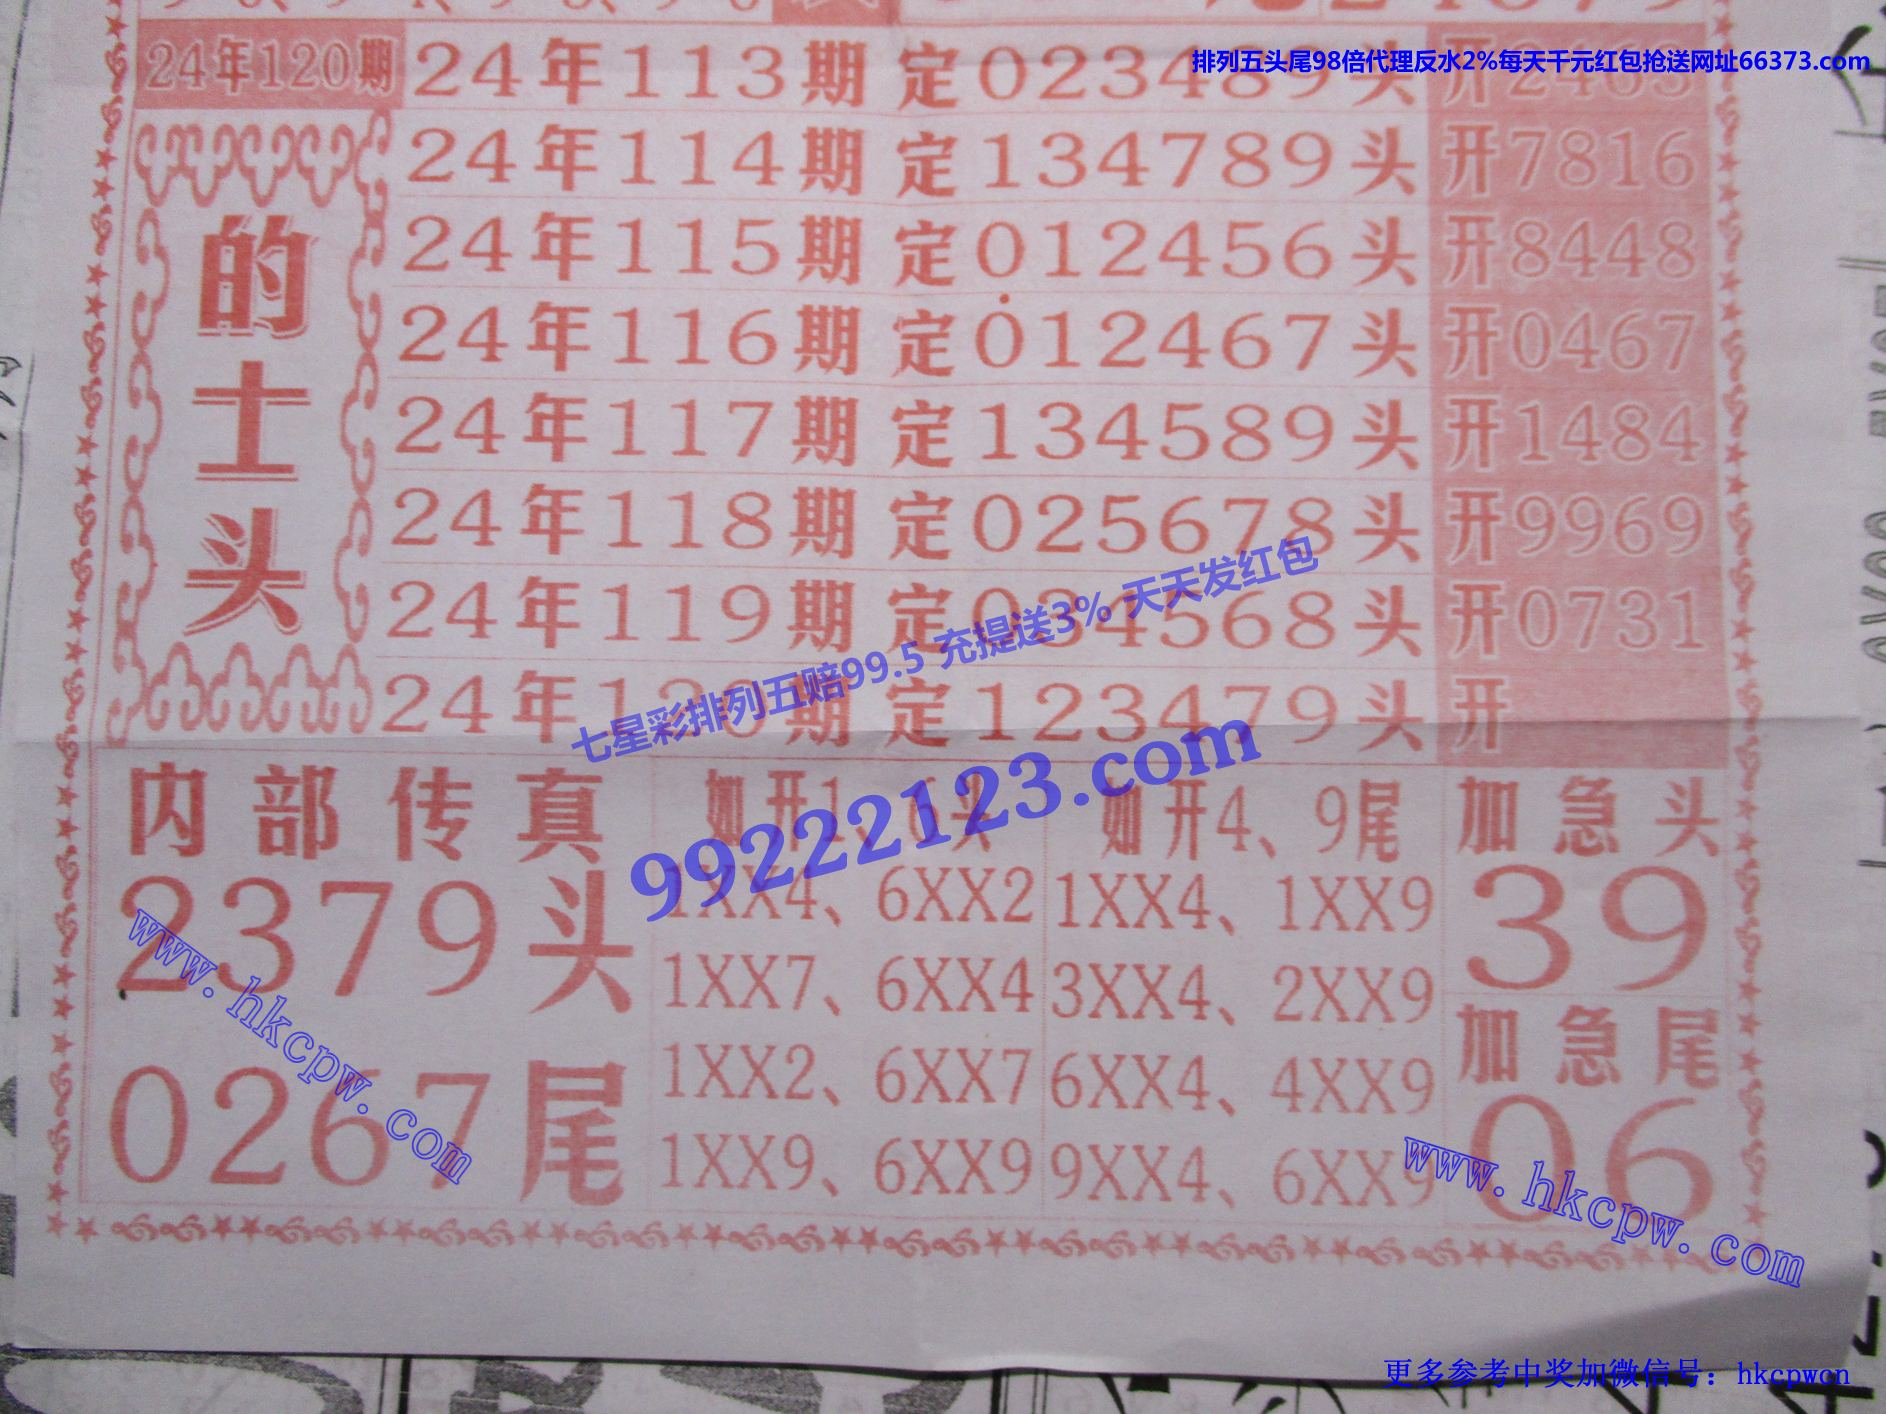 排列五头尾98倍代理反水2%每天千元红包抢送网址66373.com
24年120期
的士头
24年113期 定023489头 开2463
24年114期 定134789头 开7816
24年115期 定012456头 开8448
24年116期 定012467头 开0467
24年117期 定134589头 开1484
24年118期 定025678头 开9969
24年119期 定034568头 开0731
24年120期 定123479头 开
七星彩排列五赔99.5 充提送3% 天天发红包
99222123.com
内部传真
2379头
0267尾
如开1、6头
1XX4、6XX2
1XX7、6XX4
1XX2、6XX7
1XX9、6XX9
如开4、9尾
1XX4、1XX9
3XX4、2XX9
6XX4、4XX9
9XX4、6XX9
加急头
39
加急尾
06
www.hkcpw.com
www.hkcpw.com
更多参考中奖加微信号：hkcpwcn